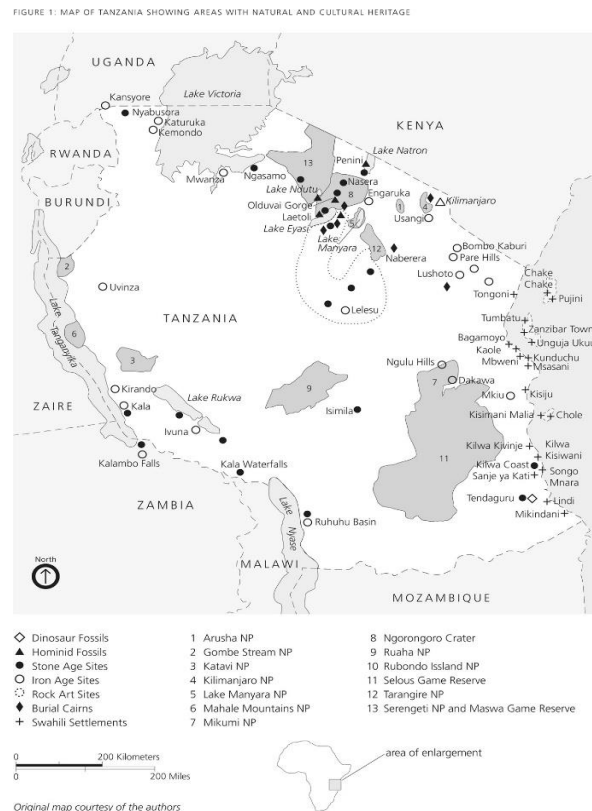 FIGURE 1: MAP OF TANZANIA SHOWING AREAS WITH NATURAL AND CULTURAL HERITAGE
UGANDA
Lake Victoria
Kansyore
Nyabusora
Katuruka
Kemondo
KENYA
RWANDA
Lake Natron
13
Penini
Mwanza
Ngasamo
Nasera
Lake Ndutu
8
Engaruka
BURUNDI
Olduvai Gorge
1
4
Kilimanjaro
Laetoli
5
Usangi
Lake Eyasi
Lake
Manyara
12
Naberera
Bombo Kaburi
Pare Hills
2
Lushoto
Chake
Chake
Uvinza
Tongoni
Pujini
Lelesu
TANZANIA
Tumbatu
Zanzibar Town
Lake
Tanganyika
6
Bagamoyo
Unguja Ukuu
Kaole
Kunduchu
Mbweni
Msasani
3
Ngulu Hills
9
7
Dakawa
Kirando
Lake Rukwa
Mkiu
Kisiju
ZAIRE
Kala
Isimila
Kisimani Malia
Chole
Ivuna
Kilwa Kivinje
Kilwa
Kisiwani
11
Kalambo Falls
Kala Waterfalls
Kilwa Coast
Sanje ya Kati
Songo
Mnara
ZAMBIA
Lake
Nyase
Tendaguru
Lindi
Ruhuhu Basin
Mikindani
North
MALAWI
MOZAMBIQUE
Dinosaur Fossils
Hominid Fossils
Stone Age Sites
Iron Age Sites
Rock Art Sites
Burial Cairns
Swahili Settlements
1 Arusha NP
2 Gombe Stream NP
3 Katavi NP
4 Kilimanjaro NP
5 Lake Manyara NP
6 Mahale Mountains NP
7 Mikumi NP
8 Ngorongoro Crater
9 Ruaha NP
10 Rubondo Issland NP
11 Selous Game Reserve
12 Tarangire NP
13 Serengeti NP and Maswa Game Reserve
0 200 Kilometers
0 200 Miles
area of enlargement
Original map courtesy of the authors